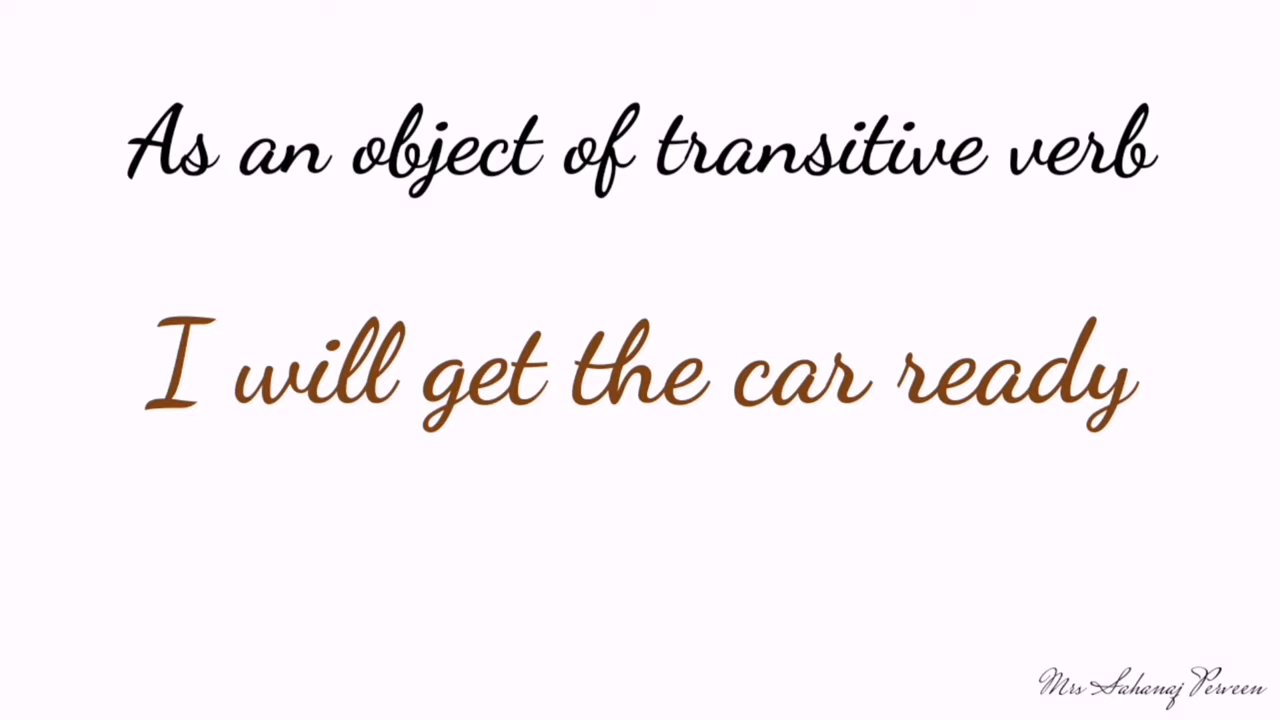 As an object of transitive verb
I will get the car ready
Mrs Sahanaj Perveen